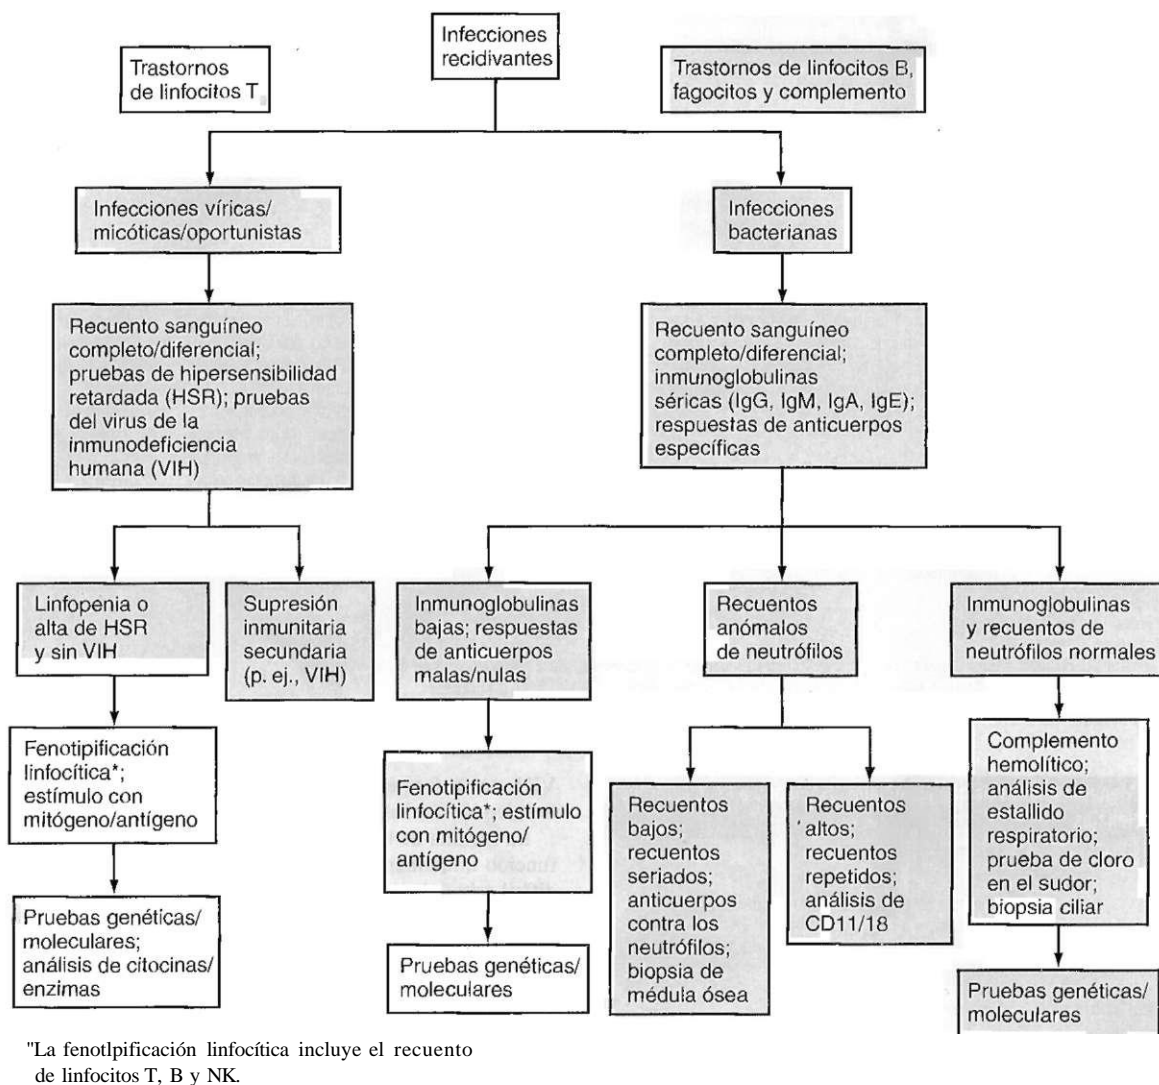 Infecciones
recidivantes
Trastornos
de linfocitos T
Trastornos de linfocitos B,
fagocitos y complemento
Infecciones víricas/
micóticas/oportunistas
Infecciones
bacterianas
Recuento sanguíneo
completo/diferencial;
pruebas de hipersensibilidad
retardada (HSR); pruebas
del virus de la
inmunodeficiencia
humana (VIH)
Recuento sanguíneo
completo/diferencial;
inmunoglobulinas
séricas (IgG, IgM, IgA, IgE);
respuestas de anticuerpos
específicas
Linfopenia o
alta de HSR
y sin VIH
Supresión
inmunitaria
secundaria
(p. ej., VIH)
Inmunoglobulinas
bajas; respuestas
de anticuerpos
malas/nulas
Recuentos
anómalos
de neutrófilos
Inmunoglobulinas
y recuentos de
neutrófilos normales
Fenotipificación
linfocítica*;
estímulo con
mitógeno/antígeno
Fenotipificación
linfocítica*; estímulo
con mitógeno/
antígeno
Recuentos
bajos;
recuentos
seriados;
anticuerpos
contra los
neutrófilos;
biopsia de
médula ósea
Recuentos
altos;
recuentos
repetidos;
análisis de
CD11/18
Complemento
hemolítico;
análisis de
estallido
respiratorio;
prueba de cloro
en el sudor;
biopsia ciliar
Pruebas genéticas/
moleculares;
análisis de citocinas/
enzimas
Pruebas genéticas/
moleculares
Pruebas genéticas/
moleculares
"La fenotlpificación linfocítica incluye el recuento
de linfocitos T, B y NK.